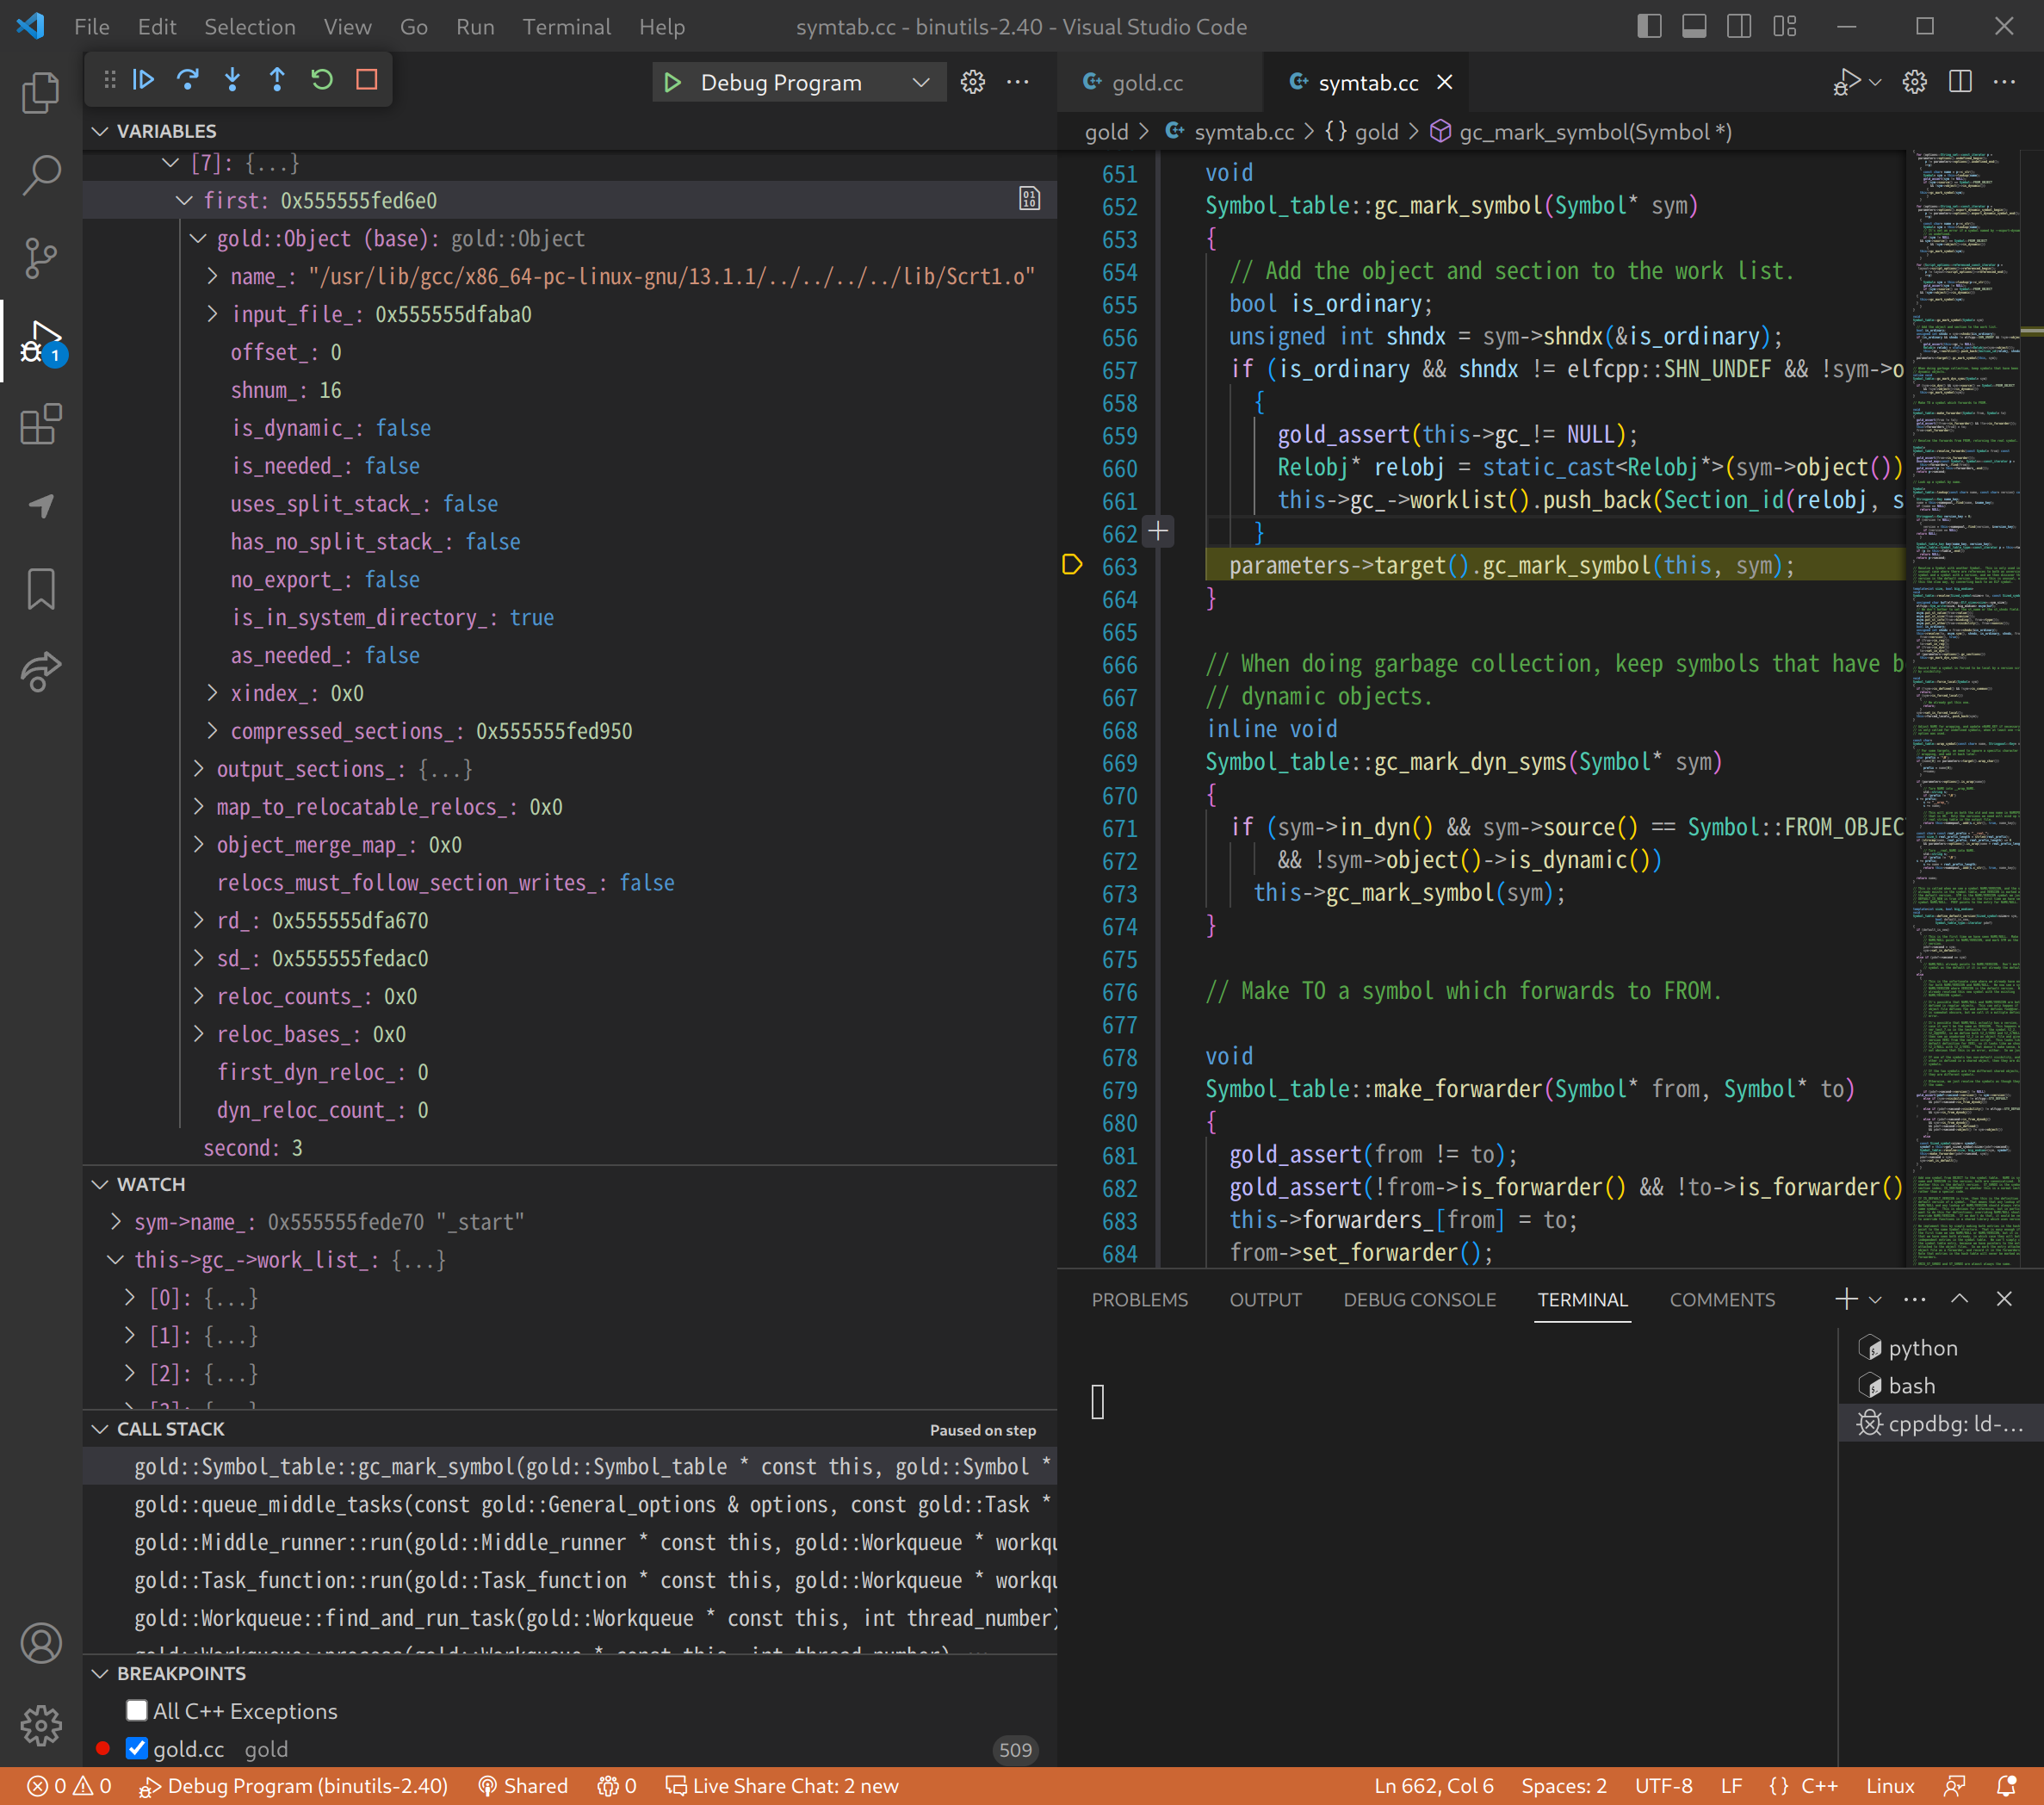 File Edit Selection View Go Run Terminal Help symtab.cc - binutils-2.40 - Visual Studio Code
Debug Program
VARIABLES
[7]: {...}
first: 0x555555fed6e0
gold::Object (base): gold::Object
name_: "/usr/lib/gcc/x86_64-pc-linux-gnu/13.1.1/../../../../lib/Scrt1.o"
input_file_: 0x555555dfaba0
offset_: 0
shnum_: 16
is_dynamic_: false
is_needed_: false
uses_split_stack_: false
has_no_split_stack_: false
no_export_: false
is_in_system_directory_: true
as_needed_: false
xindex_: 0x0
compressed_sections_: 0x555555fed950
output_sections_: {...}
map_to_relocatable_relocs_: 0x0
object_merge_map_: 0x0
relocs_must_follow_section_writes_: false
rd_: 0x555555dfa670
sd_: 0x555555fedac0
reloc_counts_: 0x0
reloc_bases_: 0x0
first_dyn_reloc_: 0
dyn_reloc_count_: 0
second: 3
WATCH
sym->name_: 0x555555fede70 "_start"
this->gc_->work_list_: {...}
[0]: {...}
[1]: {...}
[2]: {...}
CALL STACK Paused on step
gold::Symbol_table::gc_mark_symbol(gold::Symbol_table * const this, gold::Symbol *
gold::queue_middle_tasks(const gold::General_options & options, const gold::Task *
gold::Middle_runner::run(gold::Middle_runner * const this, gold::Workqueue * workqu
gold::Task_function::run(gold::Task_function * const this, gold::Workqueue * workqu
gold::Workqueue::find_and_run_task(gold::Workqueue * const this, int thread_number)
gold::Workqueue::process(gold::Workqueue * const this, int thread_number)
BREAKPOINTS
All C++ Exceptions
gold.cc gold 509
gold.cc symtab.cc
gold > symtab.cc > {} gold > gc_mark_symbol(Symbol *)
651 void
652 Symbol_table::gc_mark_symbol(Symbol* sym)
653 {
654 // Add the object and section to the work list.
655 bool is_ordinary;
656 unsigned int shndx = sym->shndx(&is_ordinary);
657 if (is_ordinary && shndx != elfcpp::SHN_UNDEF && !sym->o
658 {
659 gold_assert(this->gc_!= NULL);
660 Relobj* relobj = static_cast<Relobj*>(sym->object())
661 this->gc_->worklist().push_back(Section_id(relobj, s
662 }
663 parameters->target().gc_mark_symbol(this, sym);
664 }
665
666 // When doing garbage collection, keep symbols that have b
667 // dynamic objects.
668 inline void
669 Symbol_table::gc_mark_dyn_syms(Symbol* sym)
670 {
671 if (sym->in_dyn() && sym->source() == Symbol::FROM_OBJEC
672 && !sym->object()->is_dynamic())
673 this->gc_mark_symbol(sym);
674 }
675
676 // Make TO a symbol which forwards to FROM.
677
678 void
679 Symbol_table::make_forwarder(Symbol* from, Symbol* to)
680 {
681 gold_assert(from != to);
682 gold_assert(!from->is_forwarder() && !to->is_forwarder()
683 this->forwarders_[from] = to;
684 from->set_forwarder();
PROBLEMS OUTPUT DEBUG CONSOLE TERMINAL COMMENTS
python
bash
cppdbg: ld-...
1
0 0 Debug Program (binutils-2.40) Shared 0 Live Share Chat: 2 new Ln 662, Col 6 Spaces: 2 UTF-8 LF {} C++ Linux